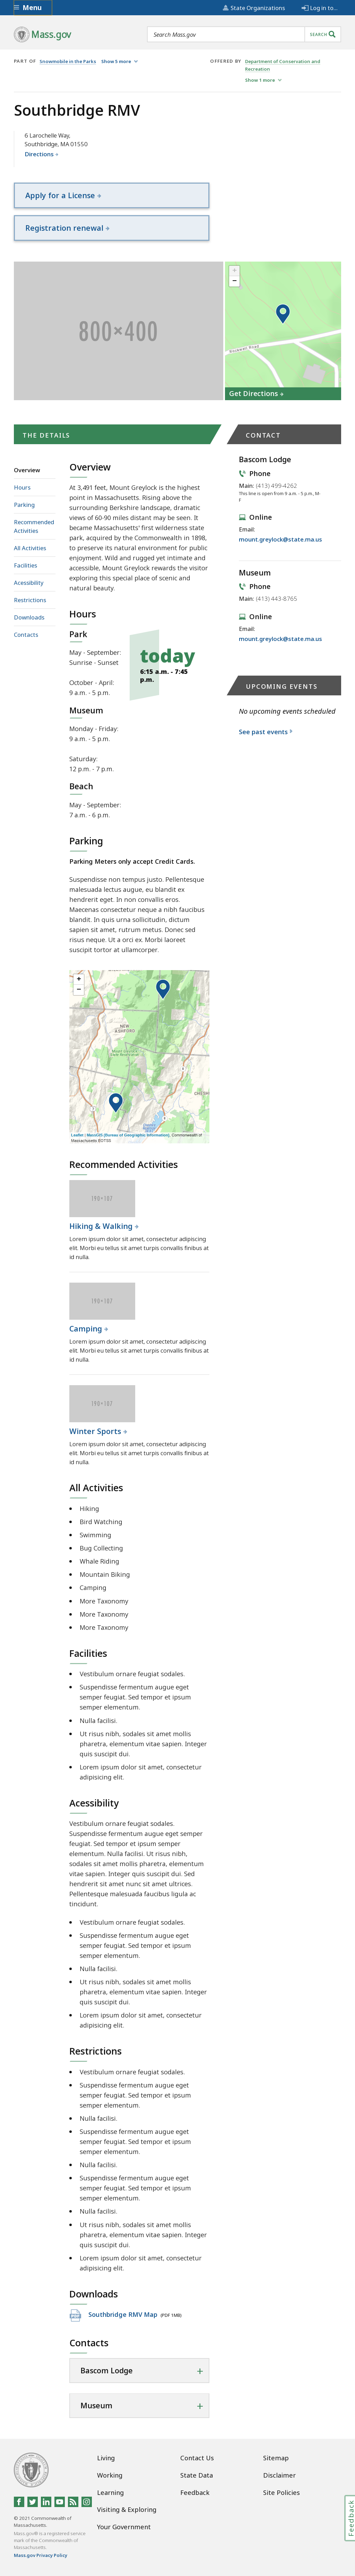 Menu
State Organizations
Log in to...
Mass.gov
Search Mass.gov
SEARCH
PART OF Snowmobile in the Parks Show 5 more
OFFERED BY Department of Conservation and
Recreation
Show 1 more
Southbridge RMV
6 Larochelle Way,
Southbridge, MA 01550
Directions
Apply for a License
Registration renewal
800×400
+
−
Get Directions
THE DETAILS
CONTACT
Overview
Hours
Parking
Recommended
Activities
All Activities
Facilities
Acessibility
Restrictions
Downloads
Contacts
Overview
At 3,491 feet, Mount Greylock is the highest
point in Massachusetts. Rising above the
surrounding Berkshire landscape, dramatic
views of 60-90 miles distant may be seen. It
became Massachusetts' first wilderness state
park, acquired by the Commonwealth in 1898,
to preserve its natural environment for public
enjoyment. Wild and rugged yet intimately
accessible, Mount Greylock rewards the visitor
exploring this special place of scenic and
natural beauty.
Hours
Park
May - September:
Sunrise - Sunset
October - April:
9 a.m. - 5 p.m.
today
6:15 a.m. - 7:45
p.m.
Museum
Monday - Friday:
9 a.m. - 5 p.m.
Saturday:
12 p.m. - 7 p.m.
Beach
May - September:
7 a.m. - 6 p.m.
Parking
Parking Meters only accept Credit Cards.
Suspendisse non tempus justo. Pellentesque
malesuada lectus augue, eu blandit ex
hendrerit eget. In non convallis eros.
Maecenas consectetur neque a nibh faucibus
blandit. In quis urna sollicitudin, dictum
sapien sit amet, rutrum metus. Donec sed
risus neque. Ut a orci ex. Morbi laoreet
suscipit tortor at ullamcorper.
+
−
NEW
ASHFORD
Leaflet | MassGIS (Bureau of Geographic Information), Commonwealth of
Massachusetts EOTSS
Recommended Activities
190×107
Hiking & Walking
Lorem ipsum dolor sit amet, consectetur adipiscing
elit. Morbi eu tellus sit amet turpis convallis finibus at
id nulla.
190×107
Camping
Lorem ipsum dolor sit amet, consectetur adipiscing
elit. Morbi eu tellus sit amet turpis convallis finibus at
id nulla.
190×107
Winter Sports
Lorem ipsum dolor sit amet, consectetur adipiscing
elit. Morbi eu tellus sit amet turpis convallis finibus at
id nulla.
All Activities
Hiking
Bird Watching
Swimming
Bug Collecting
Whale Riding
Mountain Biking
Camping
More Taxonomy
More Taxonomy
More Taxonomy
Facilities
Vestibulum ornare feugiat sodales.
Suspendisse fermentum augue eget
semper feugiat. Sed tempor et ipsum
semper elementum.
Nulla facilisi.
Ut risus nibh, sodales sit amet mollis
pharetra, elementum vitae sapien. Integer
quis suscipit dui.
Lorem ipsum dolor sit amet, consectetur
adipisicing elit.
Acessibility
Vestibulum ornare feugiat sodales.
Suspendisse fermentum augue eget semper
feugiat. Sed tempor et ipsum semper
elementum. Nulla facilisi. Ut risus nibh,
sodales sit amet mollis pharetra, elementum
vitae sapien. Integer quis suscipit dui. Sed
hendrerit sit amet nunc sit amet ultricies.
Pellentesque malesuada faucibus ligula ac
tincidunt.
Vestibulum ornare feugiat sodales.
Suspendisse fermentum augue eget
semper feugiat. Sed tempor et ipsum
semper elementum.
Nulla facilisi.
Ut risus nibh, sodales sit amet mollis
pharetra, elementum vitae sapien. Integer
quis suscipit dui.
Lorem ipsum dolor sit amet, consectetur
adipisicing elit.
Restrictions
Vestibulum ornare feugiat sodales.
Suspendisse fermentum augue eget
semper feugiat. Sed tempor et ipsum
semper elementum.
Nulla facilisi.
Suspendisse fermentum augue eget
semper feugiat. Sed tempor et ipsum
semper elementum.
Nulla facilisi.
Suspendisse fermentum augue eget
semper feugiat. Sed tempor et ipsum
semper elementum.
Nulla facilisi.
Ut risus nibh, sodales sit amet mollis
pharetra, elementum vitae sapien. Integer
quis suscipit dui.
Lorem ipsum dolor sit amet, consectetur
adipisicing elit.
Downloads
Southbridge RMV Map (PDF 1MB)
Contacts
Bascom Lodge +
Museum +
Bascom Lodge
Phone
Main: (413) 499-4262
This line is open from 9 a.m. - 5 p.m., M-
F
Online
Email:
mount.greylock@state.ma.us
Museum
Phone
Main: (413) 443-8765
Online
Email:
mount.greylock@state.ma.us
UPCOMING EVENTS
No upcoming events scheduled
See past events
Living
Working
Learning
Visiting & Exploring
Your Government
Contact Us
State Data
Feedback
Sitemap
Disclaimer
Site Policies
© 2021 Commonwealth of
Massachusetts.
Mass.gov® is a registered service
mark of the Commonwealth of
Massachusetts.
Mass.gov Privacy Policy
Feedback